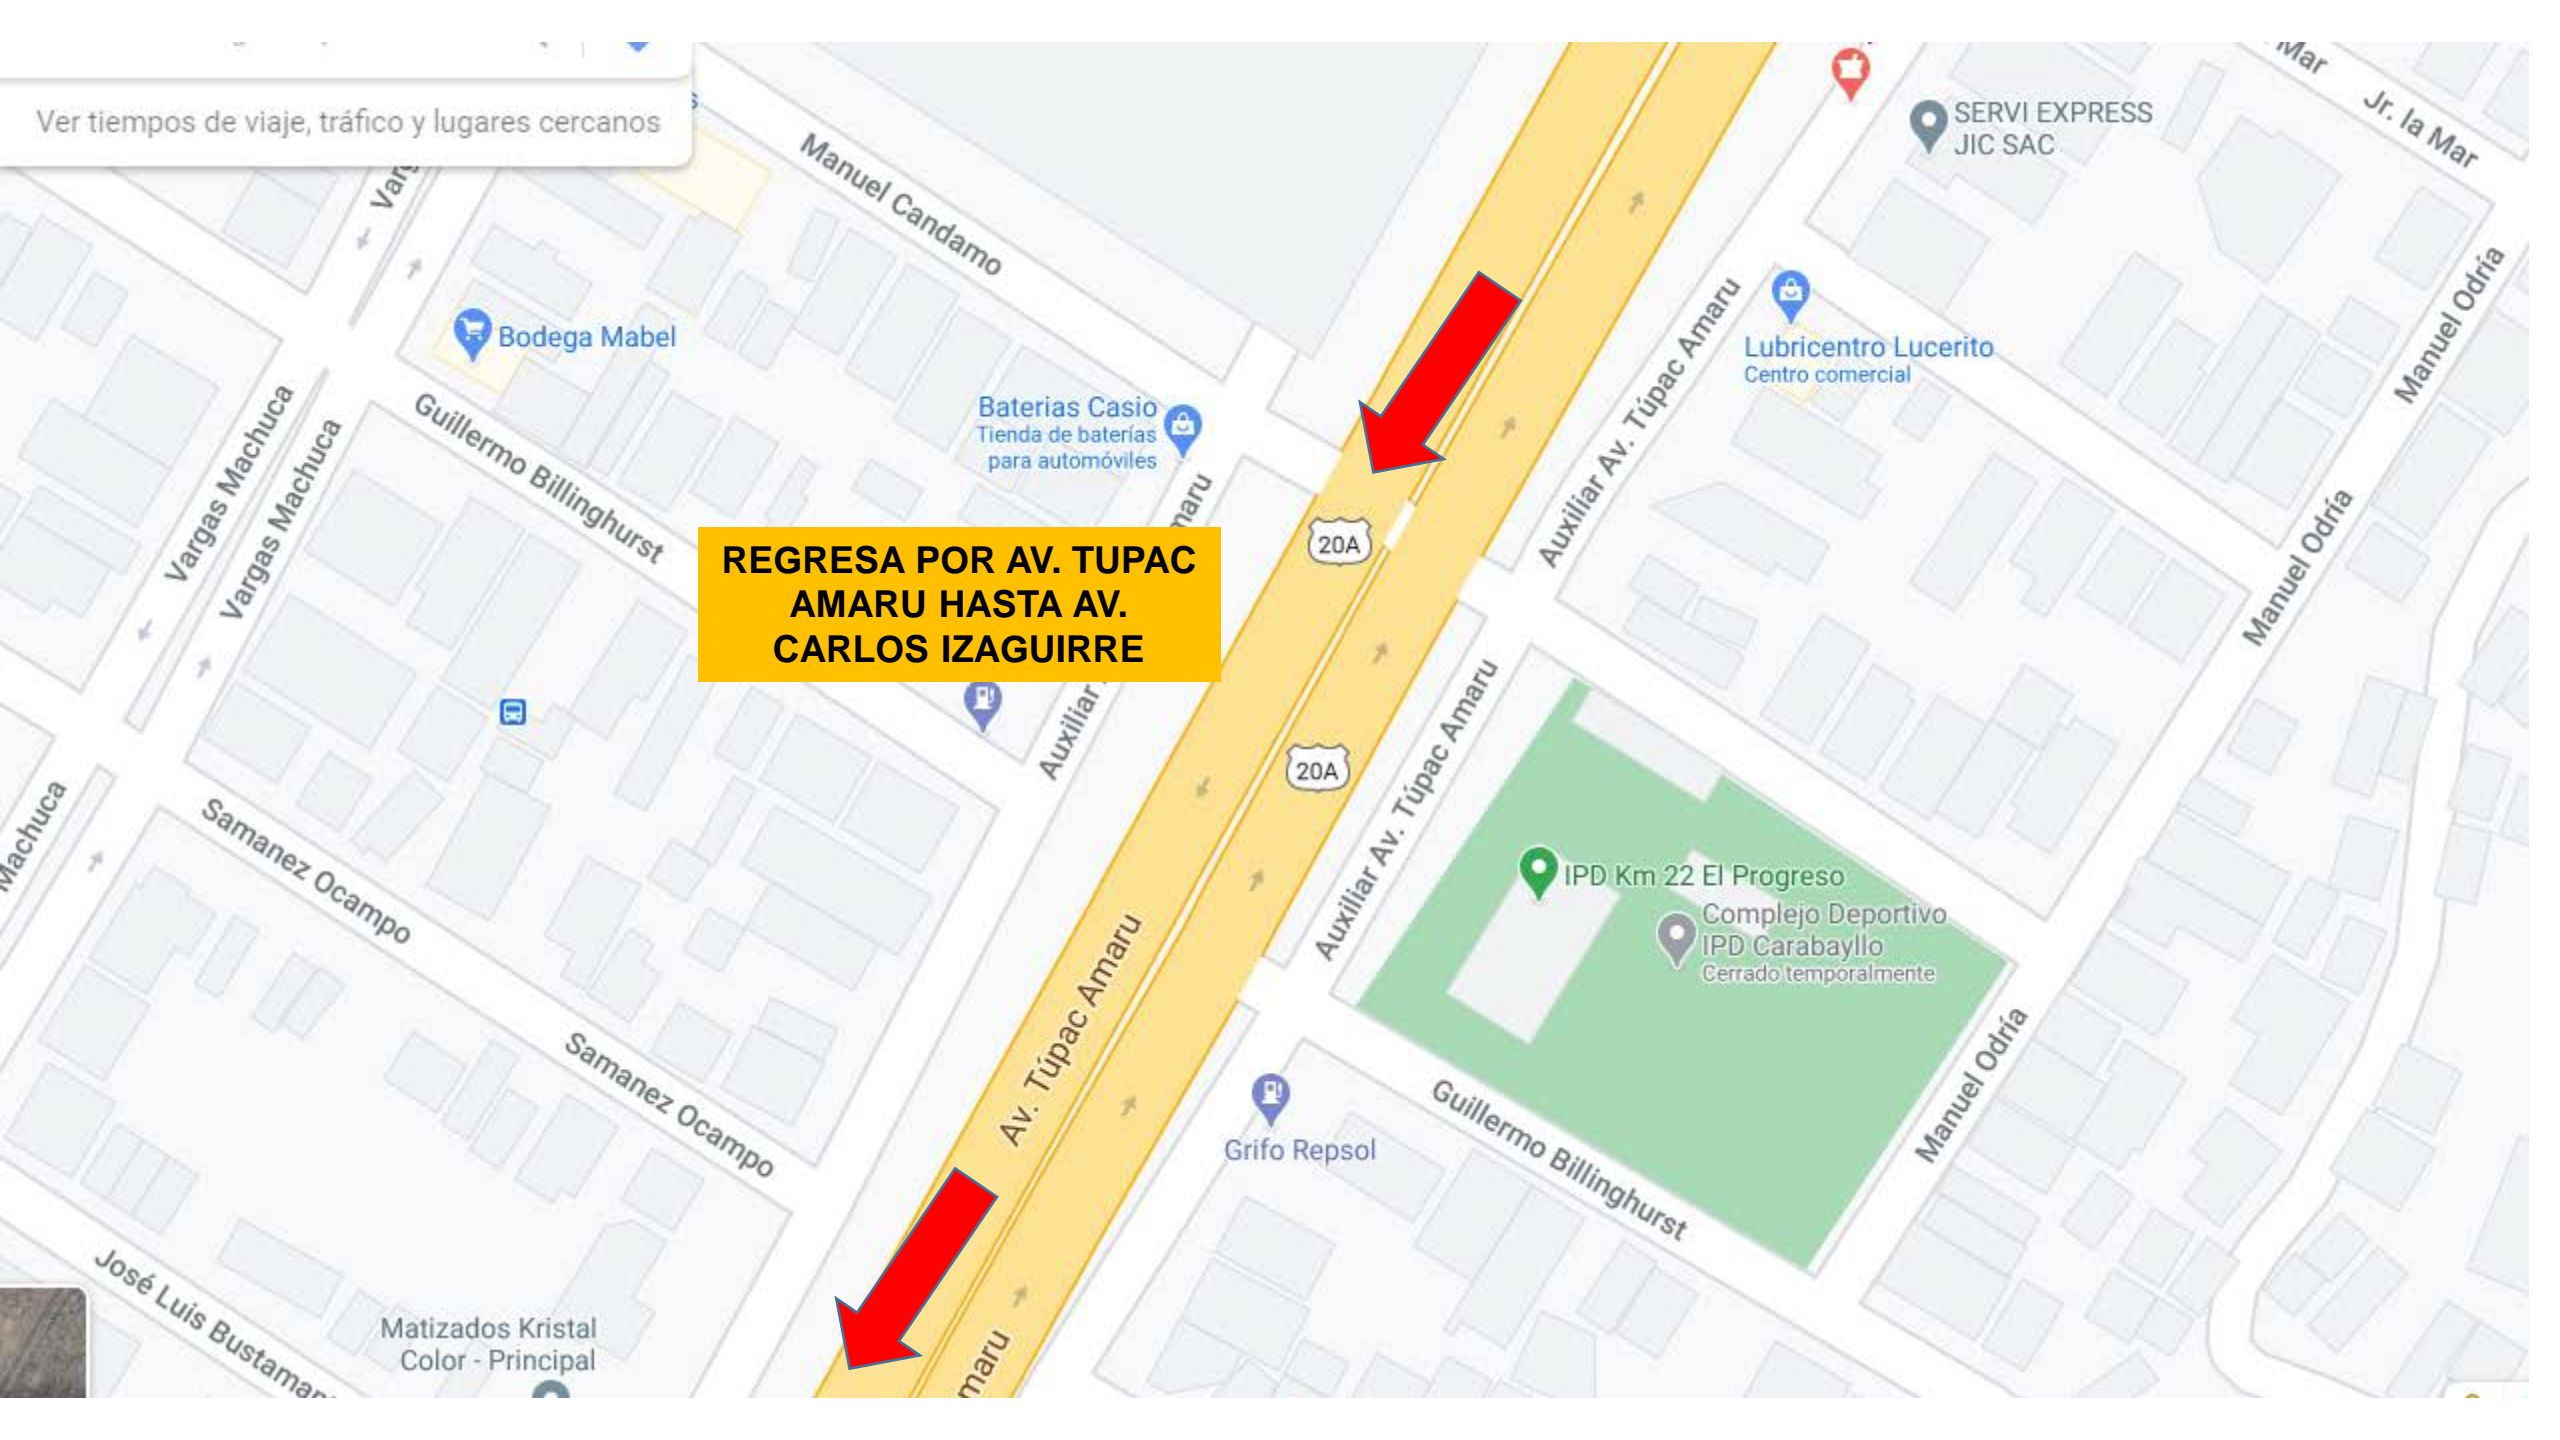 Ver tiempos de viaje, tráfico y lugares cercanos
Mar
Jr. la Mar
SERVI EXPRESS
JIC SAC
Manuel Candamo
Manuel Odría
Bodega Mabel
Lubricentro Lucerito
Centro comercial
Auxiliar Av. Túpac Amaru
Baterias Casio
Tienda de baterías
para automóviles
Guillermo Billinghurst
Vargas Machuca
Vargas Machuca
20A
Manuel Odría
REGRESA POR AV. TUPAC
AMARU HASTA AV.
CARLOS IZAGUIRRE
Auxiliar
20A
Auxiliar Av. Túpac Amaru
Machuca
Samanez Ocampo
IPD Km 22 El Progreso
Complejo Deportivo
IPD Carabayllo
Cerrado temporalmente
Av. Túpac Amaru
Samanez Ocampo
Manuel Odría
Grifo Repsol
Guillermo Billinghurst
José Luis Bustaman
Matizados Kristal
Color - Principal
maru